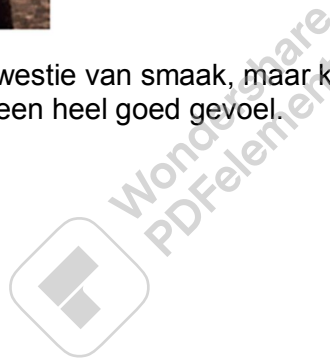 westie van smaak, maar k
een heel goed gevoel.
Wondershare
PDFelement